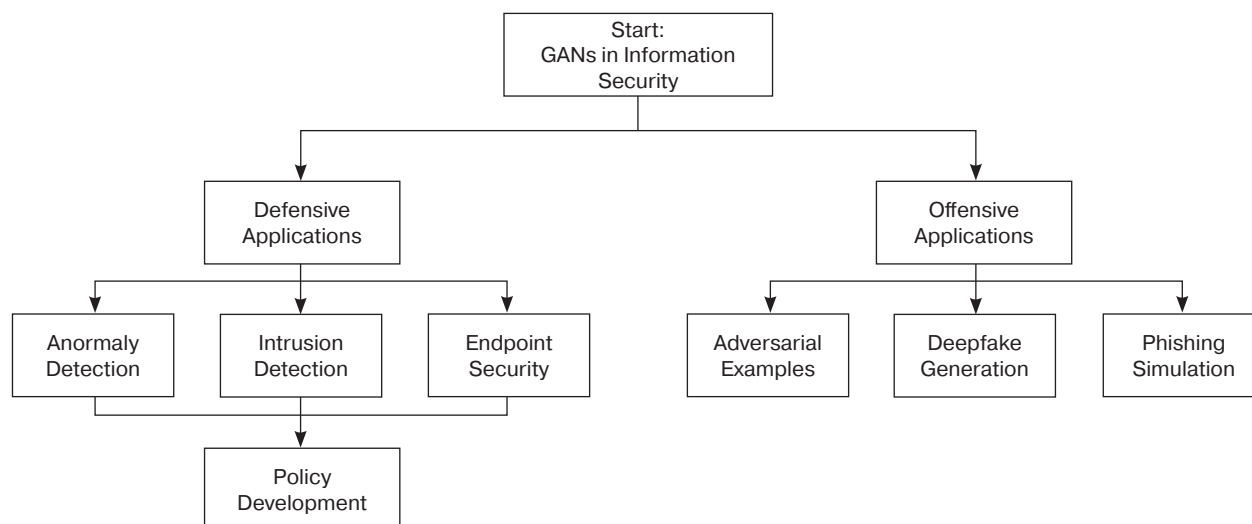 Start:
GANs in Information
Security
Defensive
Applications
Offensive
Applications
Anormaly
Detection
Intrusion
Detection
Endpoint
Security
Adversarial
Examples
Deepfake
Generation
Phishing
Simulation
Policy
Development